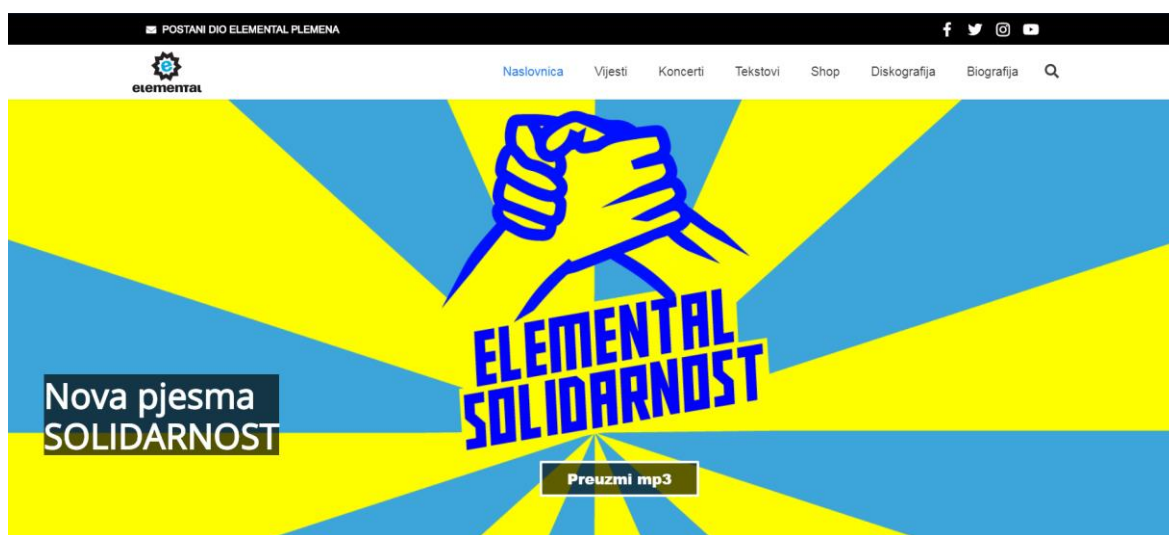 POSTANI DIO ELEMENTAL PLEMENA
e
elemental
Naslovnica Vijesti Koncerti Tekstovi Shop Diskografija Biografija
ELEMENTAL
SOLIDARNOST
Nova pjesma
SOLIDARNOST
Preuzmi mp3